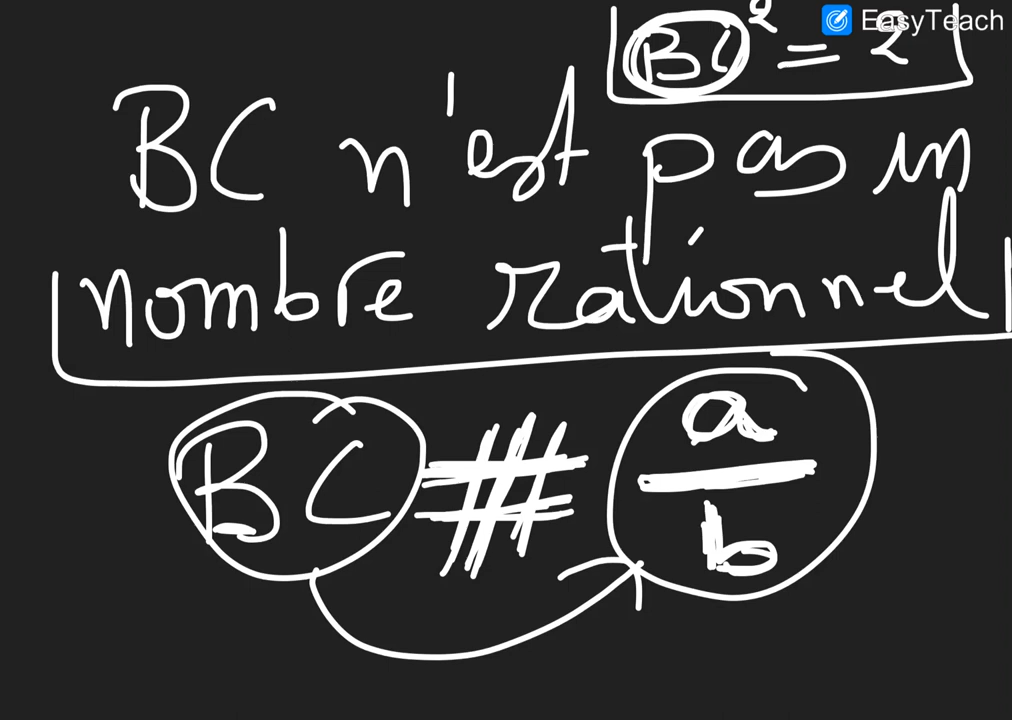 EasyTeach
BC² = 2
BC n'est pas un
nombre rationnel
BC ≠ a/b